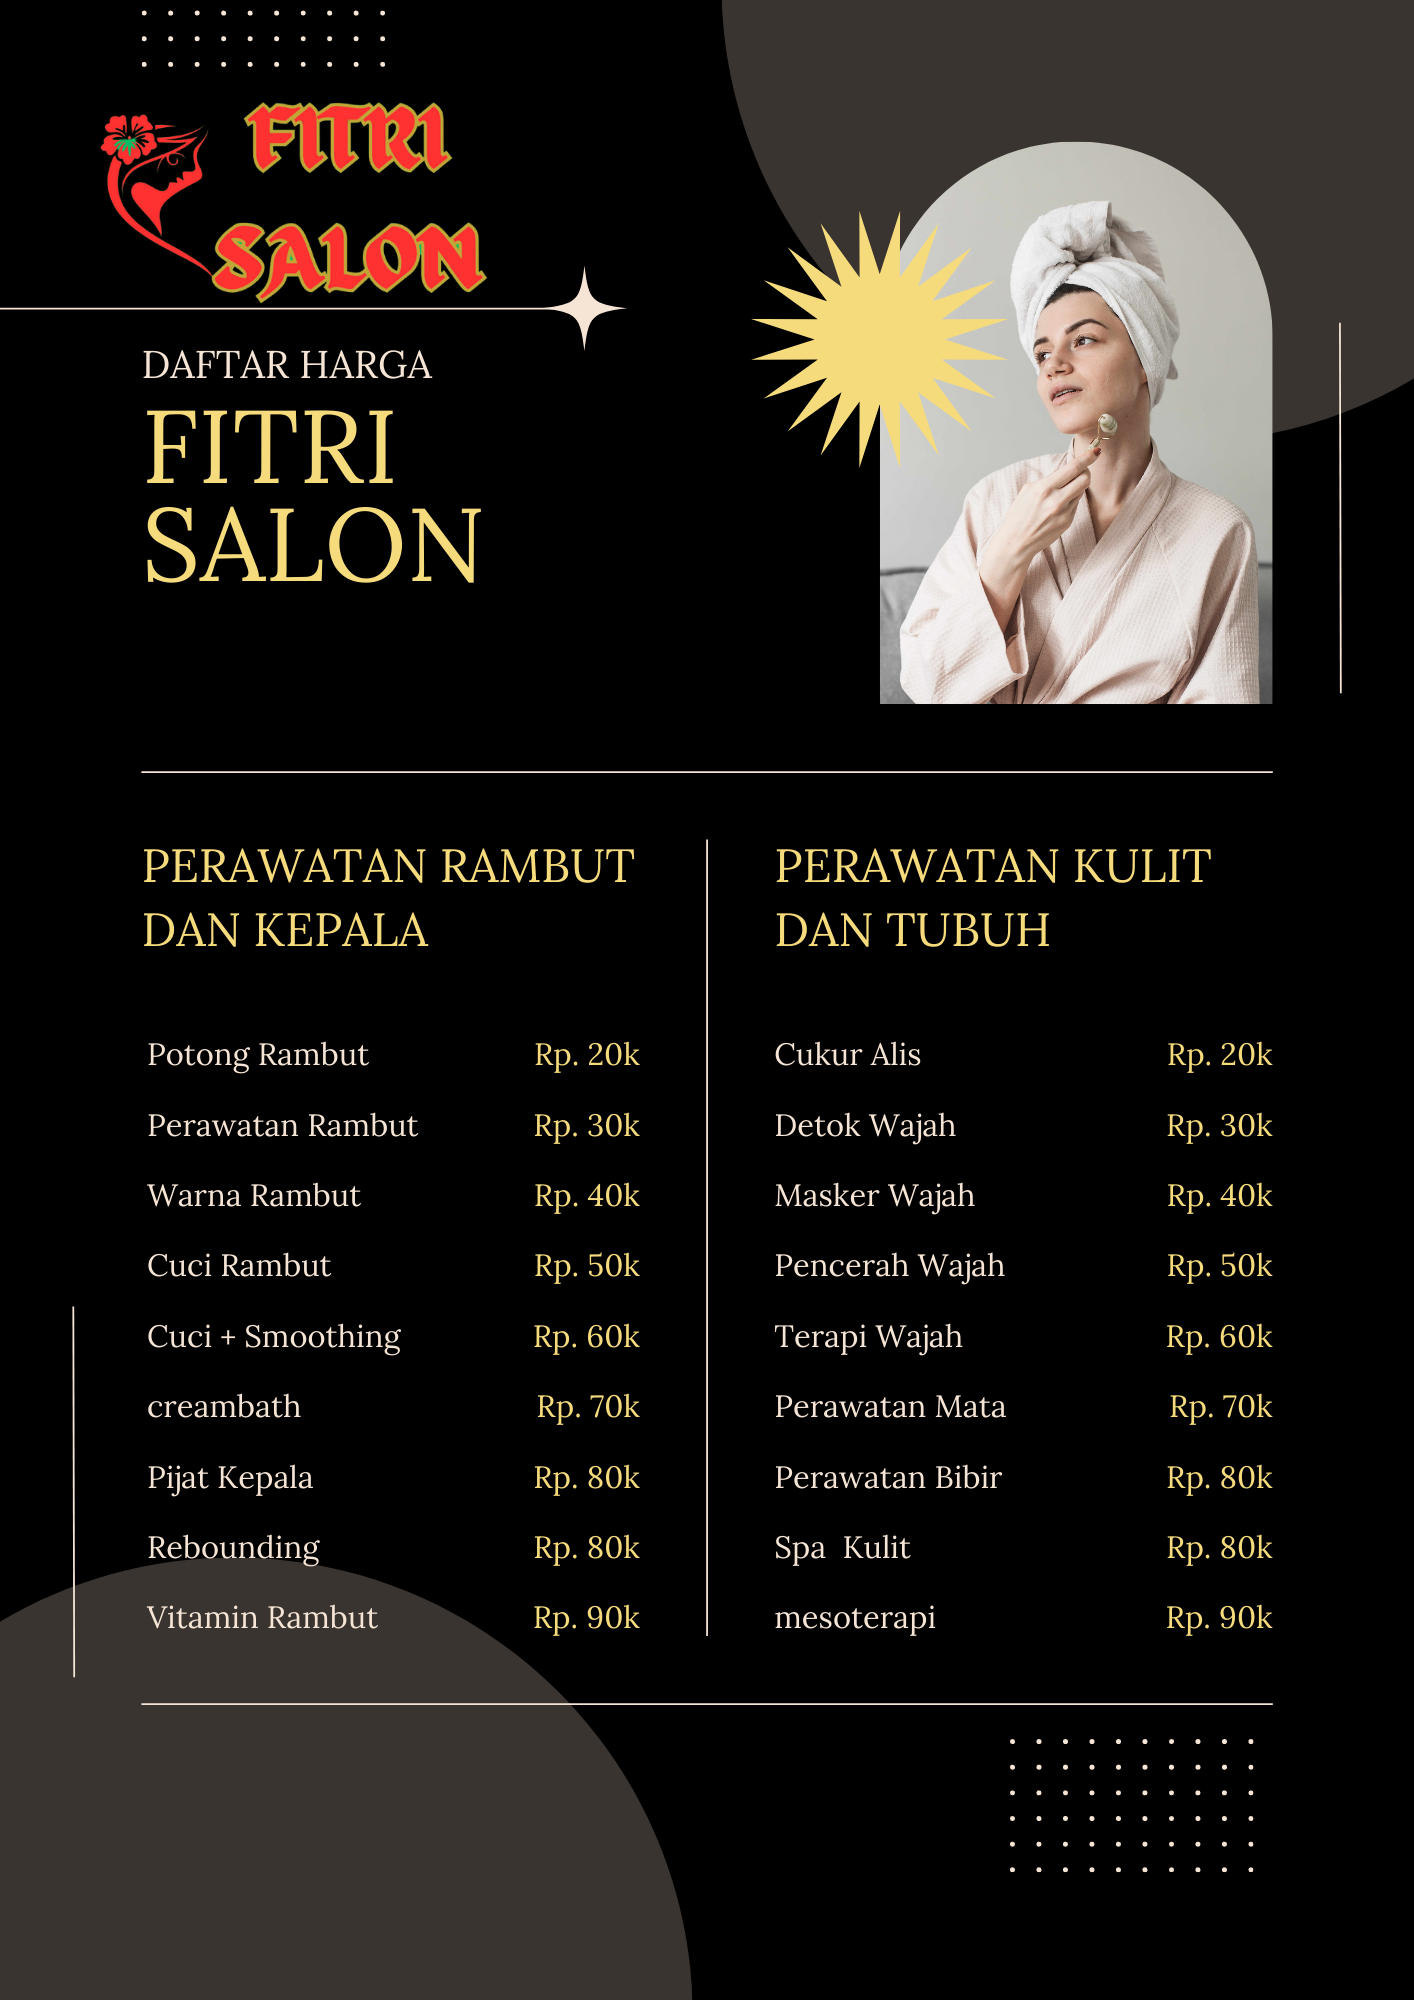 FITRI
SALON
DAFTAR HARGA
FITRI
SALON
PERAWATAN RAMBUT
DAN KEPALA
Potong Rambut Rp. 20k
Perawatan Rambut Rp. 30k
Warna Rambut Rp. 40k
Cuci Rambut Rp. 50k
Cuci + Smoothing Rp. 60k
creambath Rp. 70k
Pijat Kepala Rp. 80k
Rebounding Rp. 80k
Vitamin Rambut Rp. 90k
PERAWATAN KULIT
DAN TUBUH
Cukur Alis Rp. 20k
Detok Wajah Rp. 30k
Masker Wajah Rp. 40k
Pencerah Wajah Rp. 50k
Terapi Wajah Rp. 60k
Perawatan Mata Rp. 70k
Perawatan Bibir Rp. 80k
Spa  Kulit Rp. 80k
mesoterapi Rp. 90k